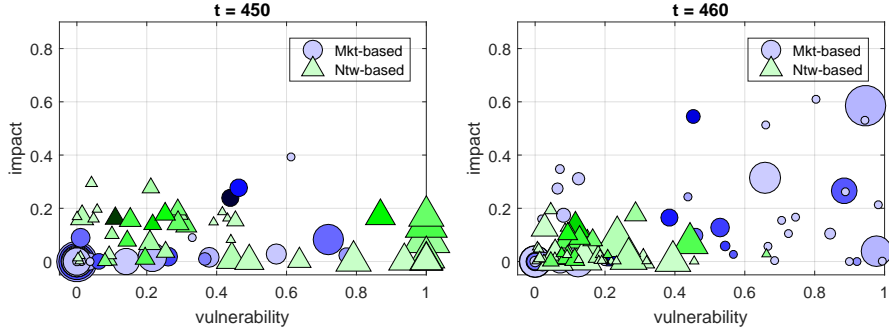 t = 450
impact
0.8
0.6
0.4
0.2
0
Mkt-based
Ntw-based
0 0.2 0.4 0.6 0.8 1
vulnerability
t = 460
impact
0.8
0.6
0.4
0.2
0
Mkt-based
Ntw-based
0 0.2 0.4 0.6 0.8 1
vulnerability